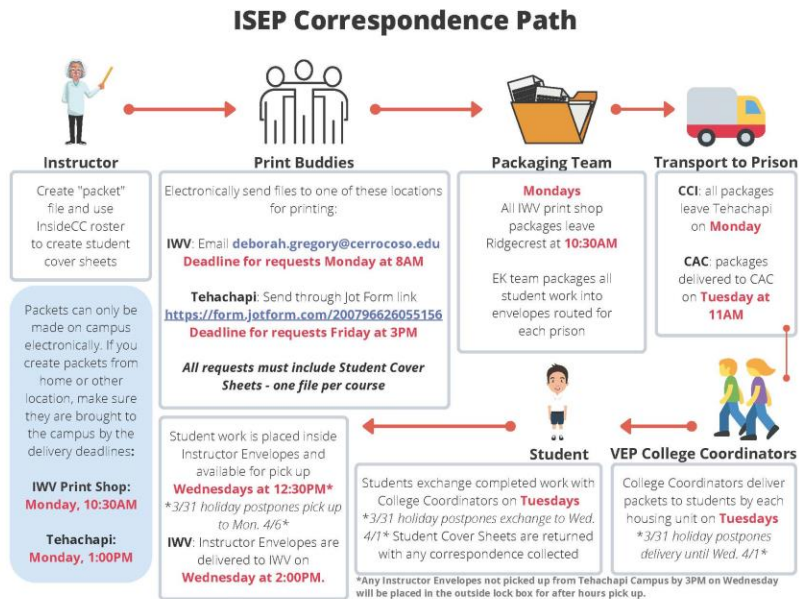 ISEP Correspondence Path
Instructor
Create "packet"
file and use
InsideCC roster
to create student
cover sheets
Packets can only be
made on campus
electronically. If you
create packets from
home or other
location, make sure
they are brought to
the campus by the
delivery deadlines:
IWV Print Shop:
Monday, 10:30AM
Tehachapi:
Monday, 1:00PM
Print Buddies
Electronically send files to one of these locations
for printing:
IWV: Email deborah.gregory@cerrocoso.edu
Deadline for requests Monday at 8AM
Tehachapi: Send through Jot Form link
https://form.jotform.com/200796626055156
Deadline for requests Friday at 3PM
All requests must include Student Cover
Sheets - one file per course
Packaging Team
Mondays
All IWV print shop
packages leave
Ridgecrest at 10:30AM
EK team packages all
student work into
envelopes routed for
each prison
Transport to Prison
CCI: all packages
leave Tehachapi
on Monday
CAC: packages
delivered to CAC
on Tuesday at
11AM
VEP College Coordinators
College Coordinators deliver
packets to students by each
housing unit on Tuesdays
*3/31 holiday postpones
delivery until Wed. 4/1*
Student
Students exchange completed work with
College Coordinators on Tuesdays
*3/31 holiday postpones exchange to Wed.
4/1* Student Cover Sheets are returned
with any correspondence collected
Student work is placed inside
Instructor Envelopes and
available for pick up
Wednesdays at 12:30PM*
*3/31 holiday postpones pick up
to Mon. 4/6*
IWV: Instructor Envelopes are
delivered to IWV on
Wednesday at 2:00PM.
*Any Instructor Envelopes not picked up from Tehachapi Campus by 3PM on Wednesday
will be placed in the outside lock box for after hours pick up.